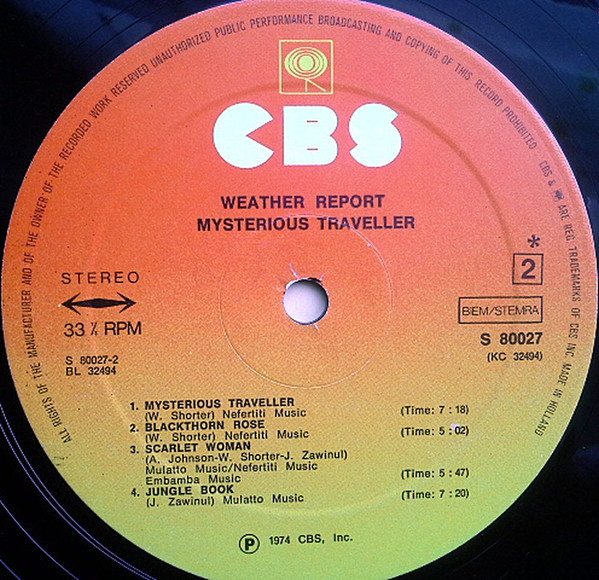 ALL RIGHTS OF THE MANUFACTURER AND OF THE OWNER OF THE RECORDED WORK RESERVED UNAUTHORIZED PUBLIC PERFORMANCE BROADCASTING AND COPYING OF THIS RECORD PROHIBITED CBS & ARE REG. TRADEMARKS OF CBS INC. MADE IN HOLLAND
CBS
WEATHER REPORT
MYSTERIOUS TRAVELLER
STEREO
33 ⅓ RPM
S 80027-2
BL 32494
*
2
BIEM/STEMRA
S 80027
(KC 32494)
1. MYSTERIOUS TRAVELLER
(W. Shorter) Nefertiti Music (Time: 7 : 18)
2. BLACKTHORN ROSE
(W. Shorter) Nefertiti Music (Time: 5 : 02)
3. SCARLET WOMAN
(A. Johnson-W. Shorter-J. Zawinul)
Mulatto Music/Nefertiti Music
Embamba Music (Time: 5 : 47)
4. JUNGLE BOOK
(J. Zawinul) Mulatto Music (Time: 7 : 20)
℗ 1974 CBS, Inc.